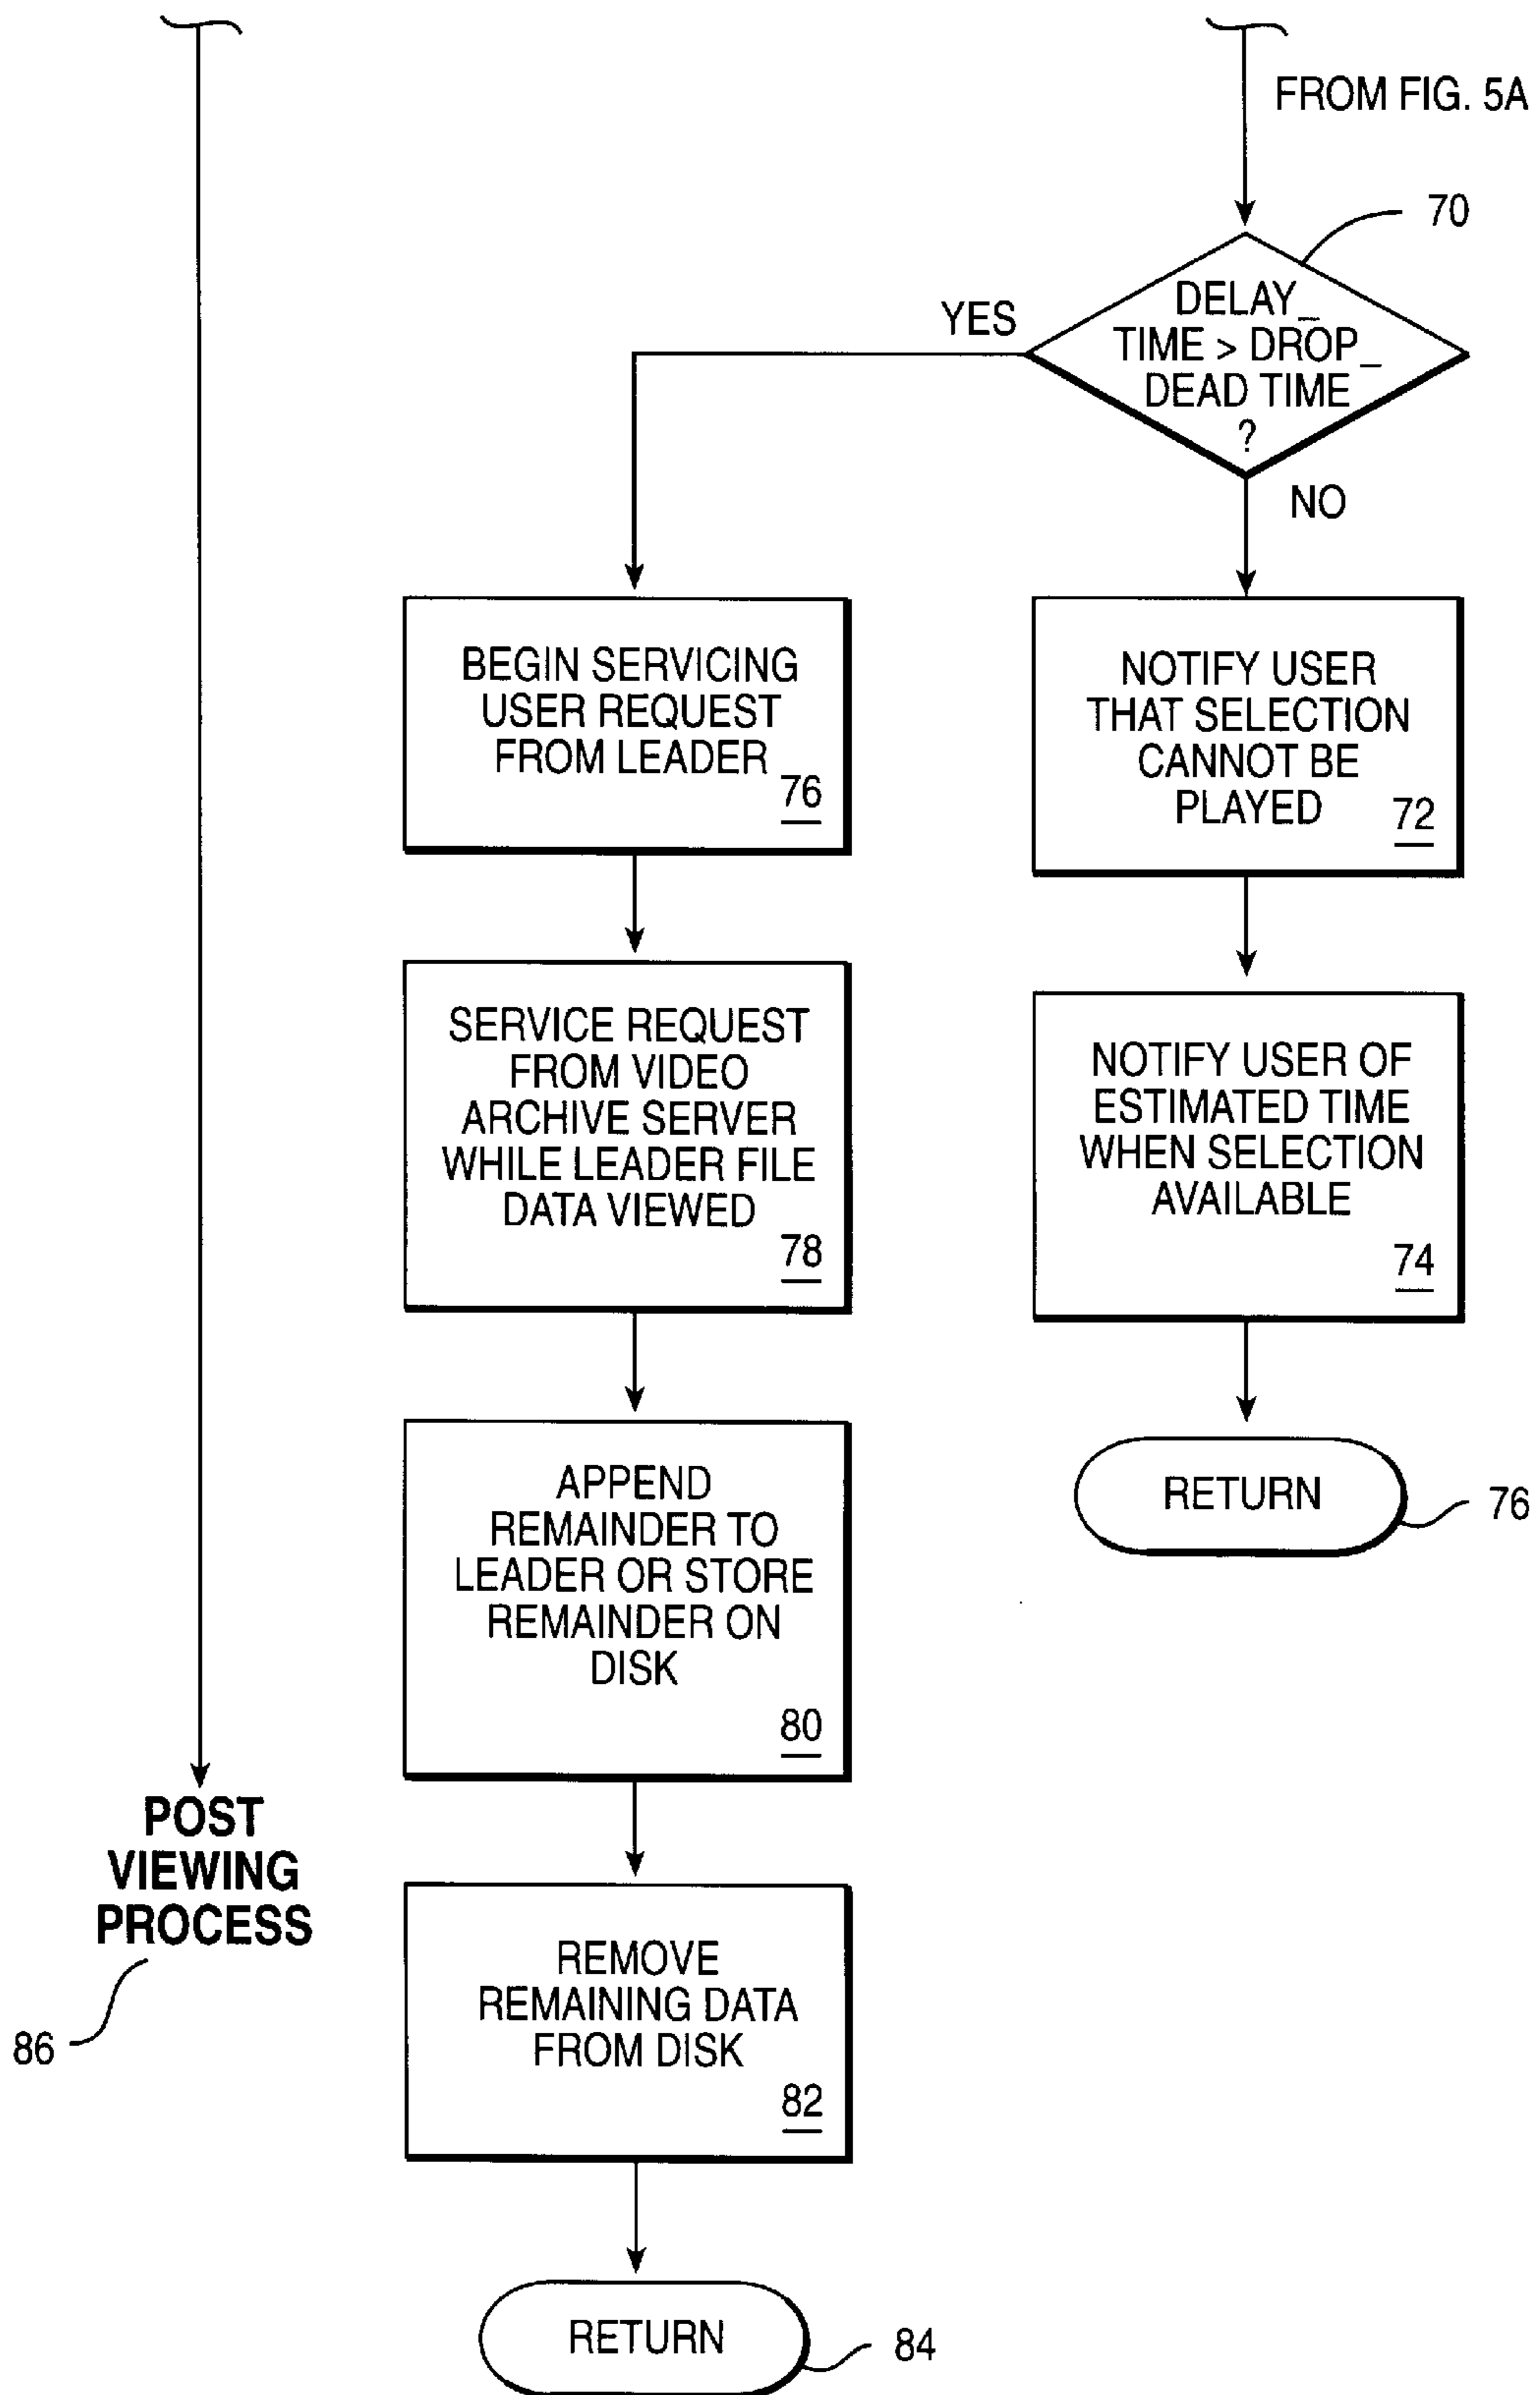 FROM FIG. 5A
70
DELAY_
TIME > DROP_
DEAD TIME
?
YES
NO
BEGIN SERVICING
USER REQUEST
FROM LEADER
76
NOTIFY USER
THAT SELECTION
CANNOT BE
PLAYED
72
SERVICE REQUEST
FROM VIDEO
ARCHIVE SERVER
WHILE LEADER FILE
DATA VIEWED
78
NOTIFY USER OF
ESTIMATED TIME
WHEN SELECTION
AVAILABLE
74
APPEND
REMAINDER TO
LEADER OR STORE
REMAINDER ON
DISK
80
RETURN
76
POST
VIEWING
PROCESS
86
REMOVE
REMAINING DATA
FROM DISK
82
RETURN
84